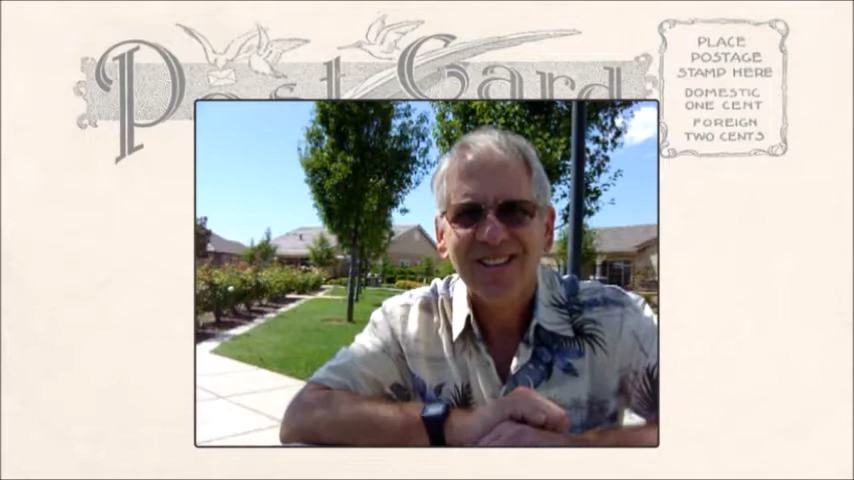 Post Card
PLACE
POSTAGE
STAMP HERE
DOMESTIC
ONE CENT
FOREIGN
TWO CENTS